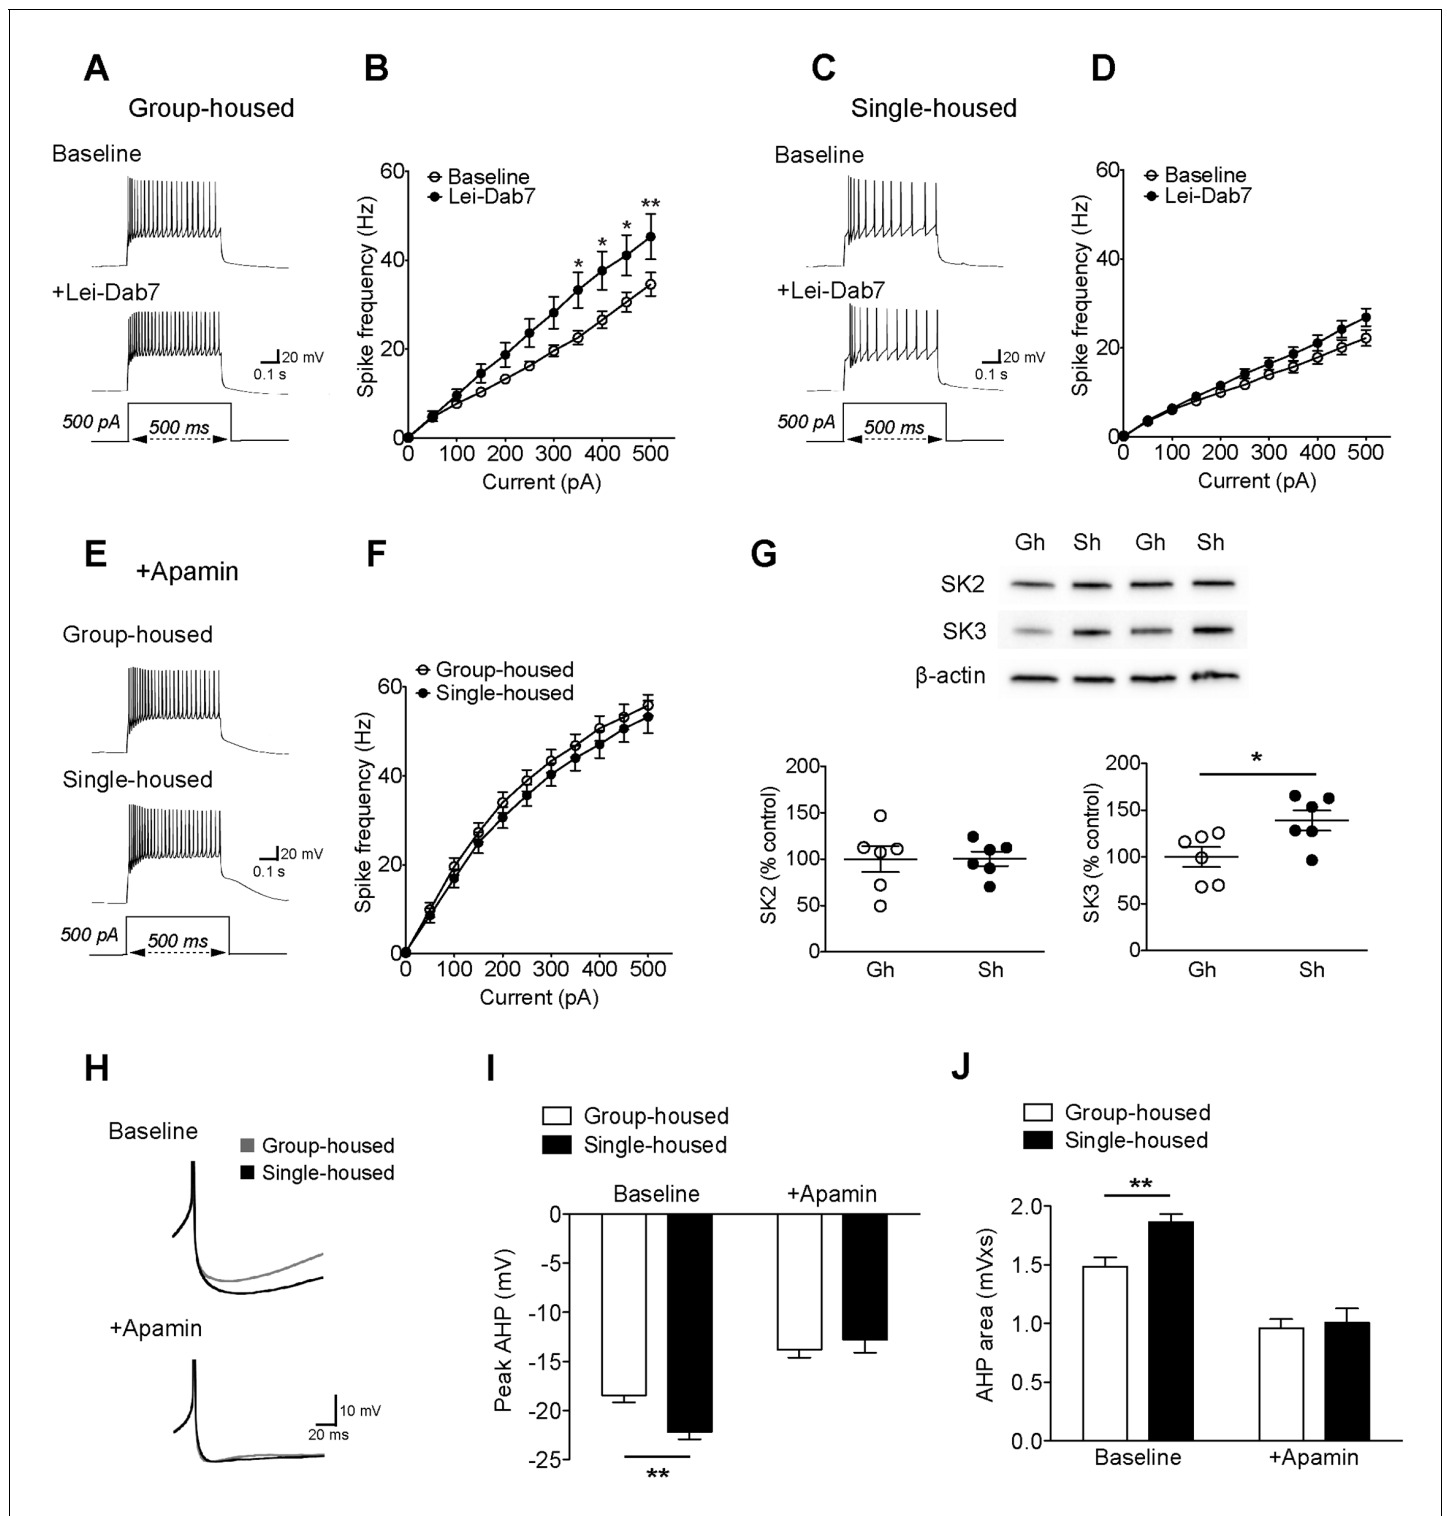 A
B
C
D
Group-housed
Single-housed
Baseline
+Lei-Dab7
20 mV
0.1 s
500 pA
500 ms
Baseline
Lei-Dab7
Spike frequency (Hz)
60
40
20
0
* * * **
0 100 200 300 400 500
Current (pA)
Baseline
+Lei-Dab7
20 mV
0.1 s
500 pA
500 ms
Baseline
Lei-Dab7
Spike frequency (Hz)
60
40
20
0
0 100 200 300 400 500
Current (pA)
E
+Apamin
Group-housed
Single-housed
20 mV
0.1 s
500 pA
500 ms
F
Group-housed
Single-housed
Spike frequency (Hz)
60
40
20
0
0 100 200 300 400 500
Current (pA)
G
Gh Sh Gh Sh
SK2
SK3
β-actin
SK2 (% control)
200
150
100
50
0
Gh Sh
SK3 (% control)
200
150
100
50
0
*
Gh Sh
H
Baseline
Group-housed
Single-housed
+Apamin
10 mV
20 ms
I
Group-housed
Single-housed
Baseline +Apamin
Peak AHP (mV)
0
-5
-10
-15
-20
-25
**
J
Group-housed
Single-housed
**
AHP area (mVxs)
2.0
1.5
1.0
0.5
0.0
Baseline +Apamin